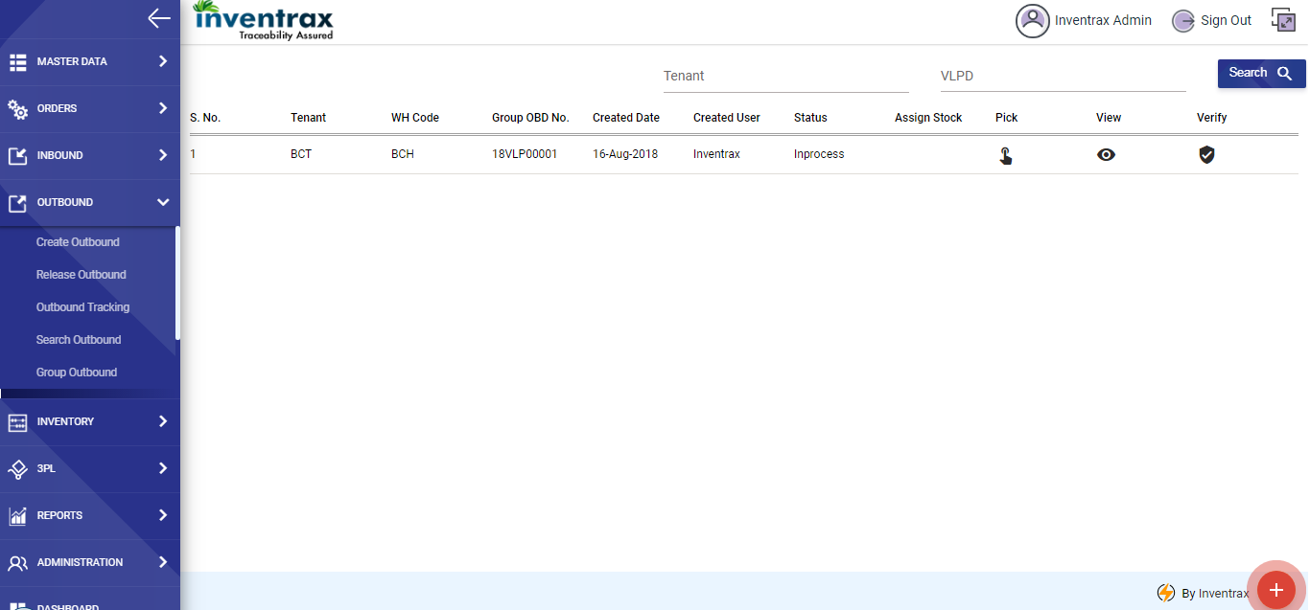 inventrax
Traceability Assured
Inventrax Admin
Sign Out
MASTER DATA
ORDERS
INBOUND
OUTBOUND
Create Outbound
Release Outbound
Outbound Tracking
Search Outbound
Group Outbound
INVENTORY
3PL
REPORTS
ADMINISTRATION
DASHBOARD
Tenant VLPD Search
S. No. Tenant WH Code Group OBD No. Created Date Created User Status Assign Stock Pick View Verify
1 BCT BCH 18VLP00001 16-Aug-2018 Inventrax Inprocess
By Inventrax